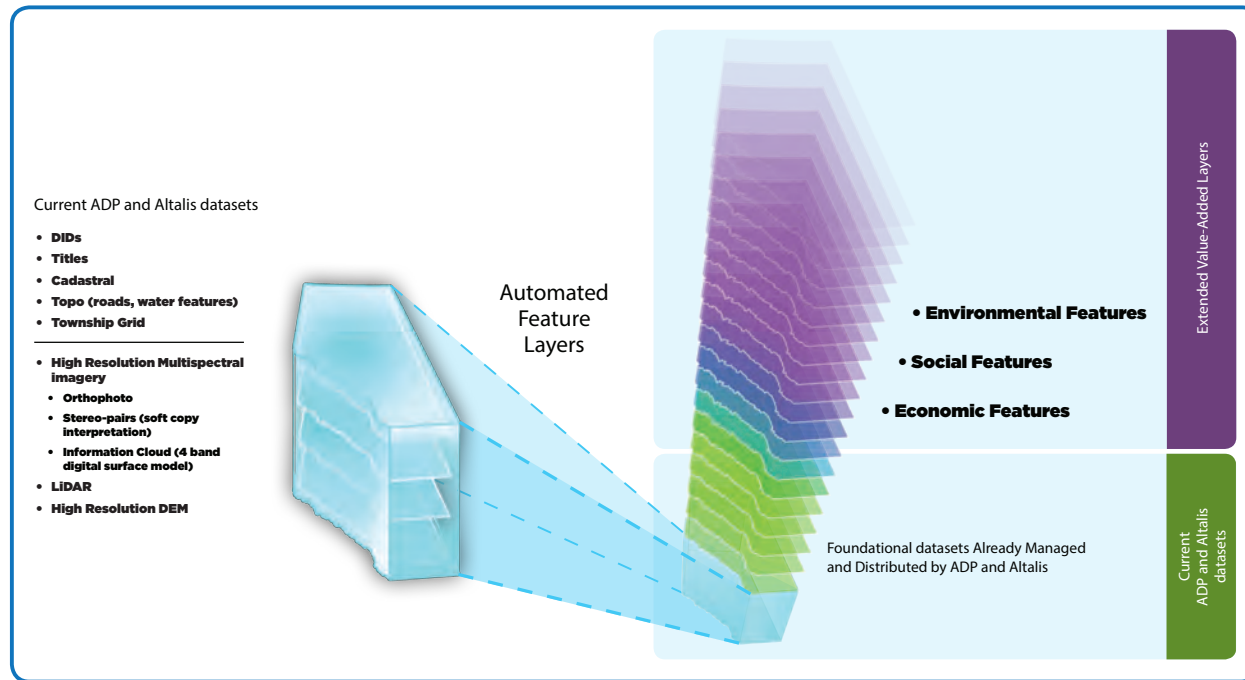 Current ADP and Altalis datasets
• DIDs
• Titles
• Cadastral
• Topo (roads, water features)
• Township Grid
• High Resolution Multispectral
imagery
• Orthophoto
• Stereo-pairs (soft copy
interpretation)
• Information Cloud (4 band
digital surface model)
• LiDAR
• High Resolution DEM
Automated
Feature
Layers
• Environmental Features
• Social Features
• Economic Features
Foundational datasets Already Managed
and Distributed by ADP and Altalis
Extended Value-Added Layers
Current
ADP and Altalis
datasets